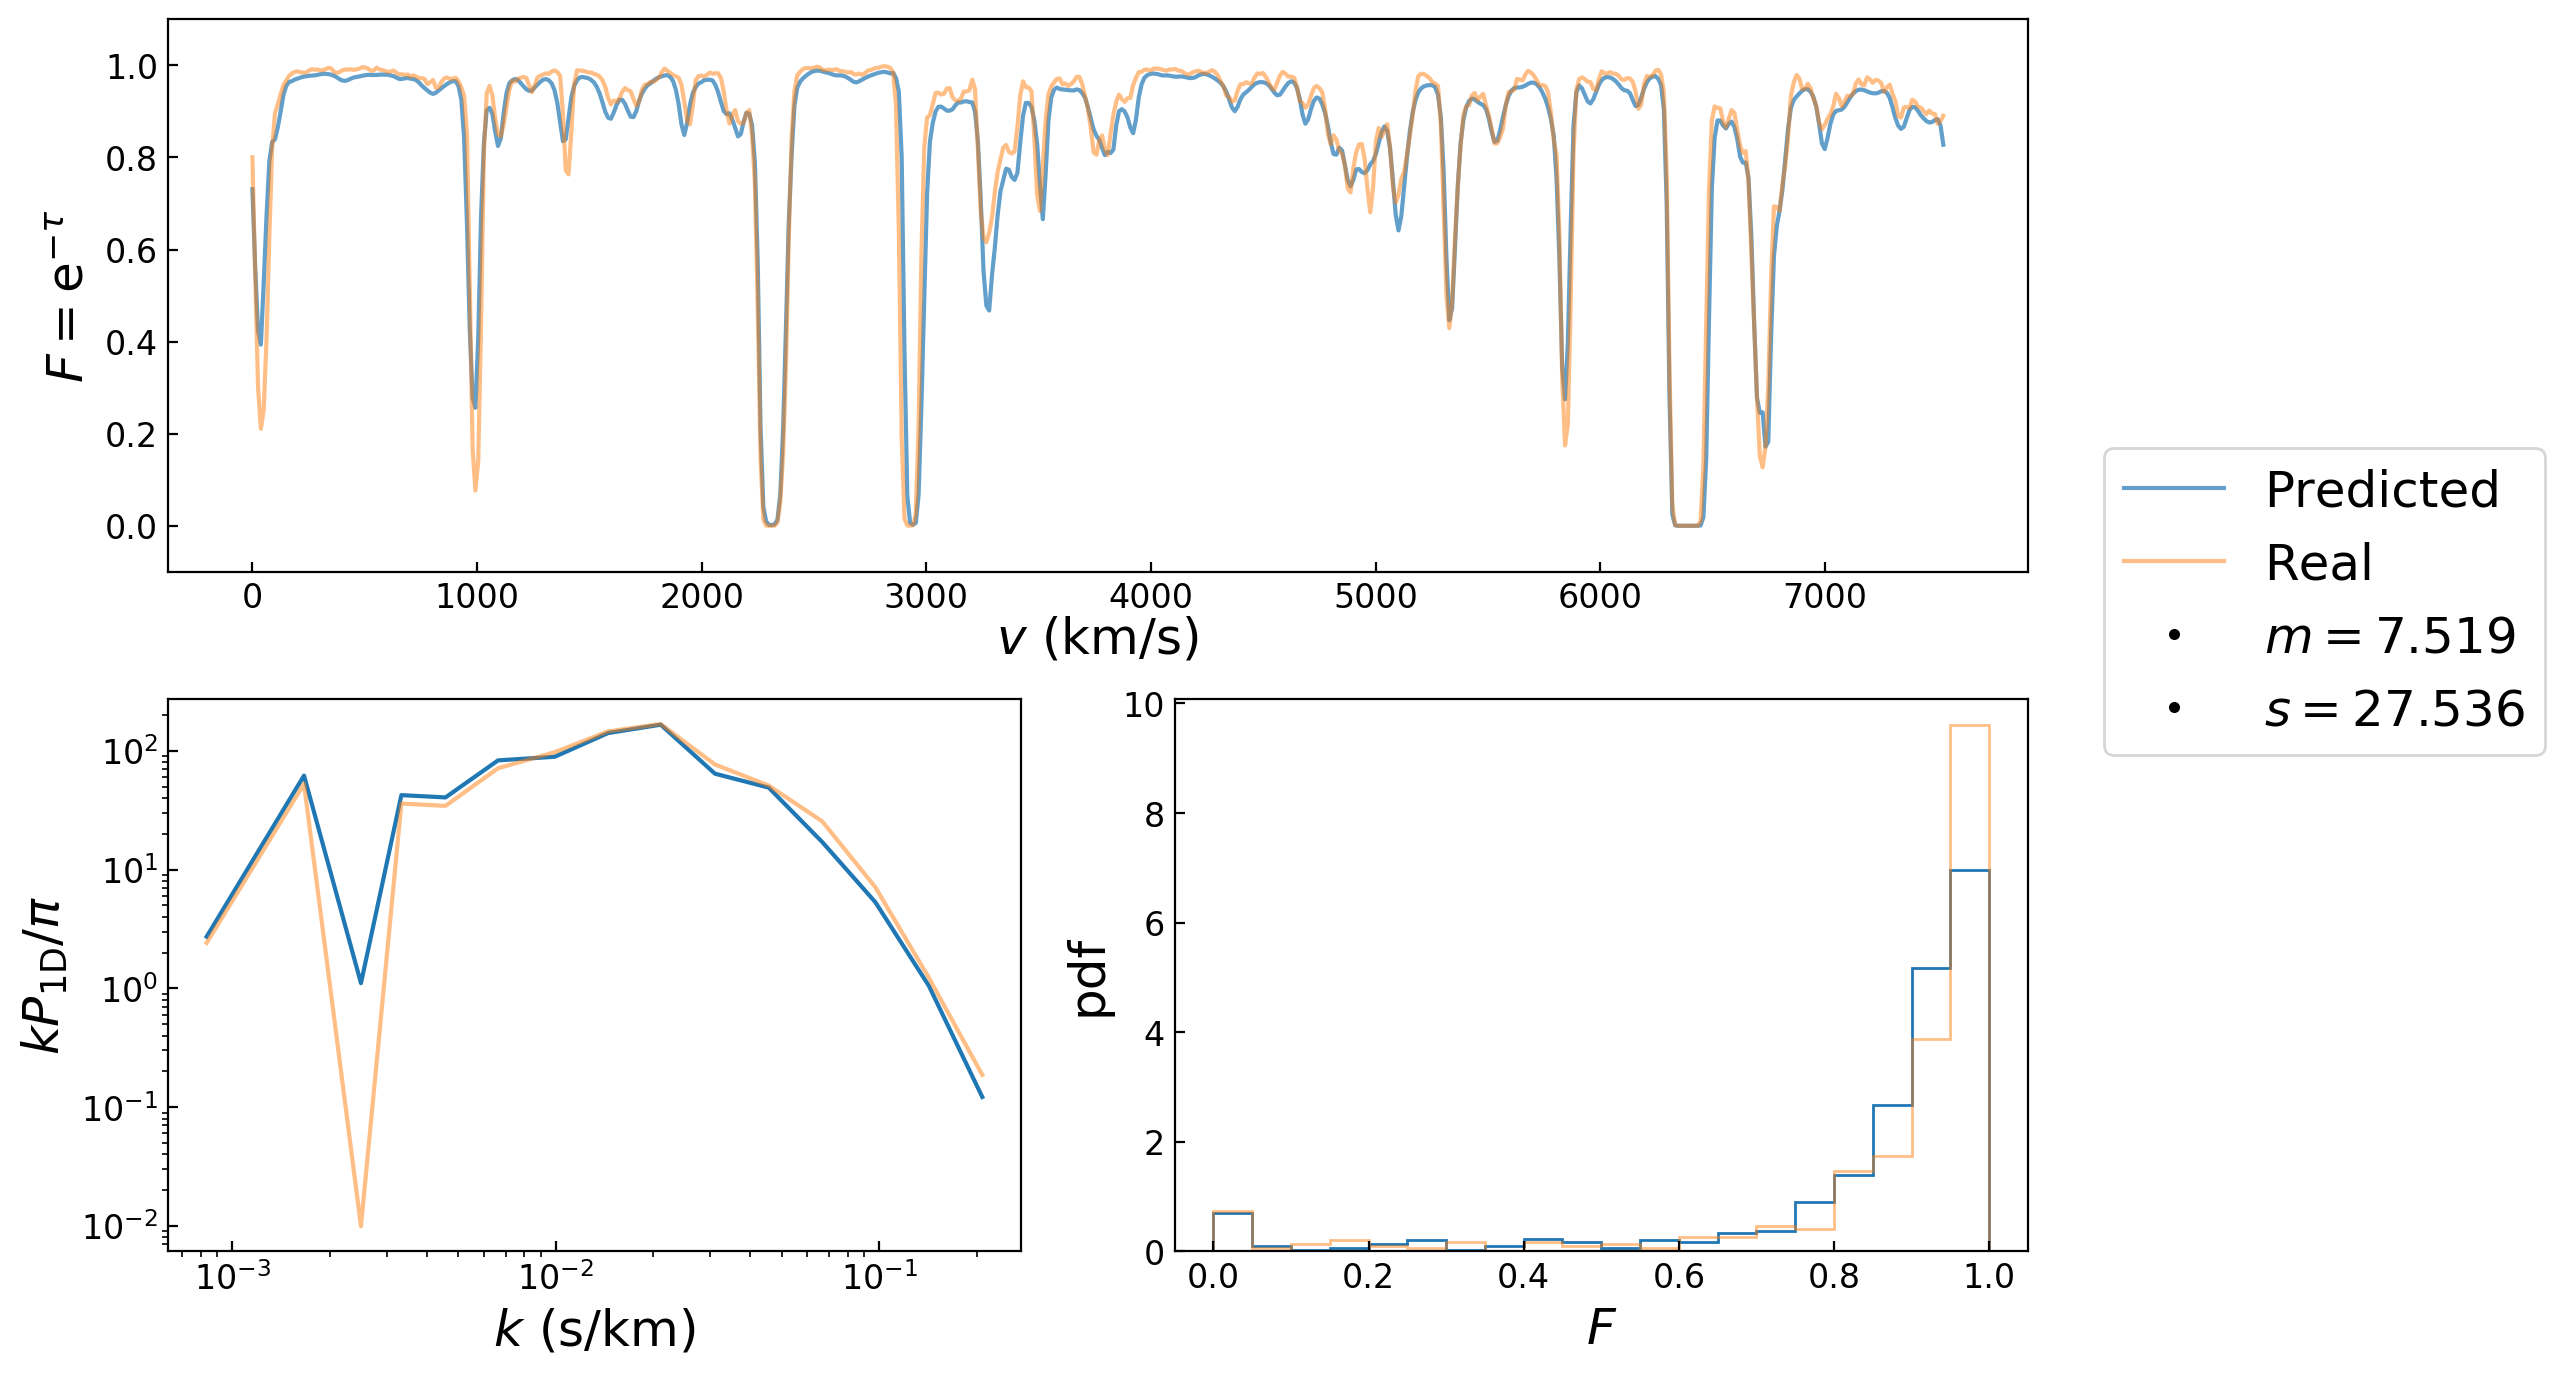 1.0
0.8
0.6
0.4
0.2
0.0
F = e^{-τ}
0 1000 2000 3000 4000 5000 6000 7000
v (km/s)
Predicted
Real
m = 7.519
s = 27.536
10^2
10^1
10^0
10^{-1}
10^{-2}
kP_{1D}/π
10^{-3} 10^{-2} 10^{-1}
k (s/km)
10
8
6
4
2
0
pdf
0.0 0.2 0.4 0.6 0.8 1.0
F